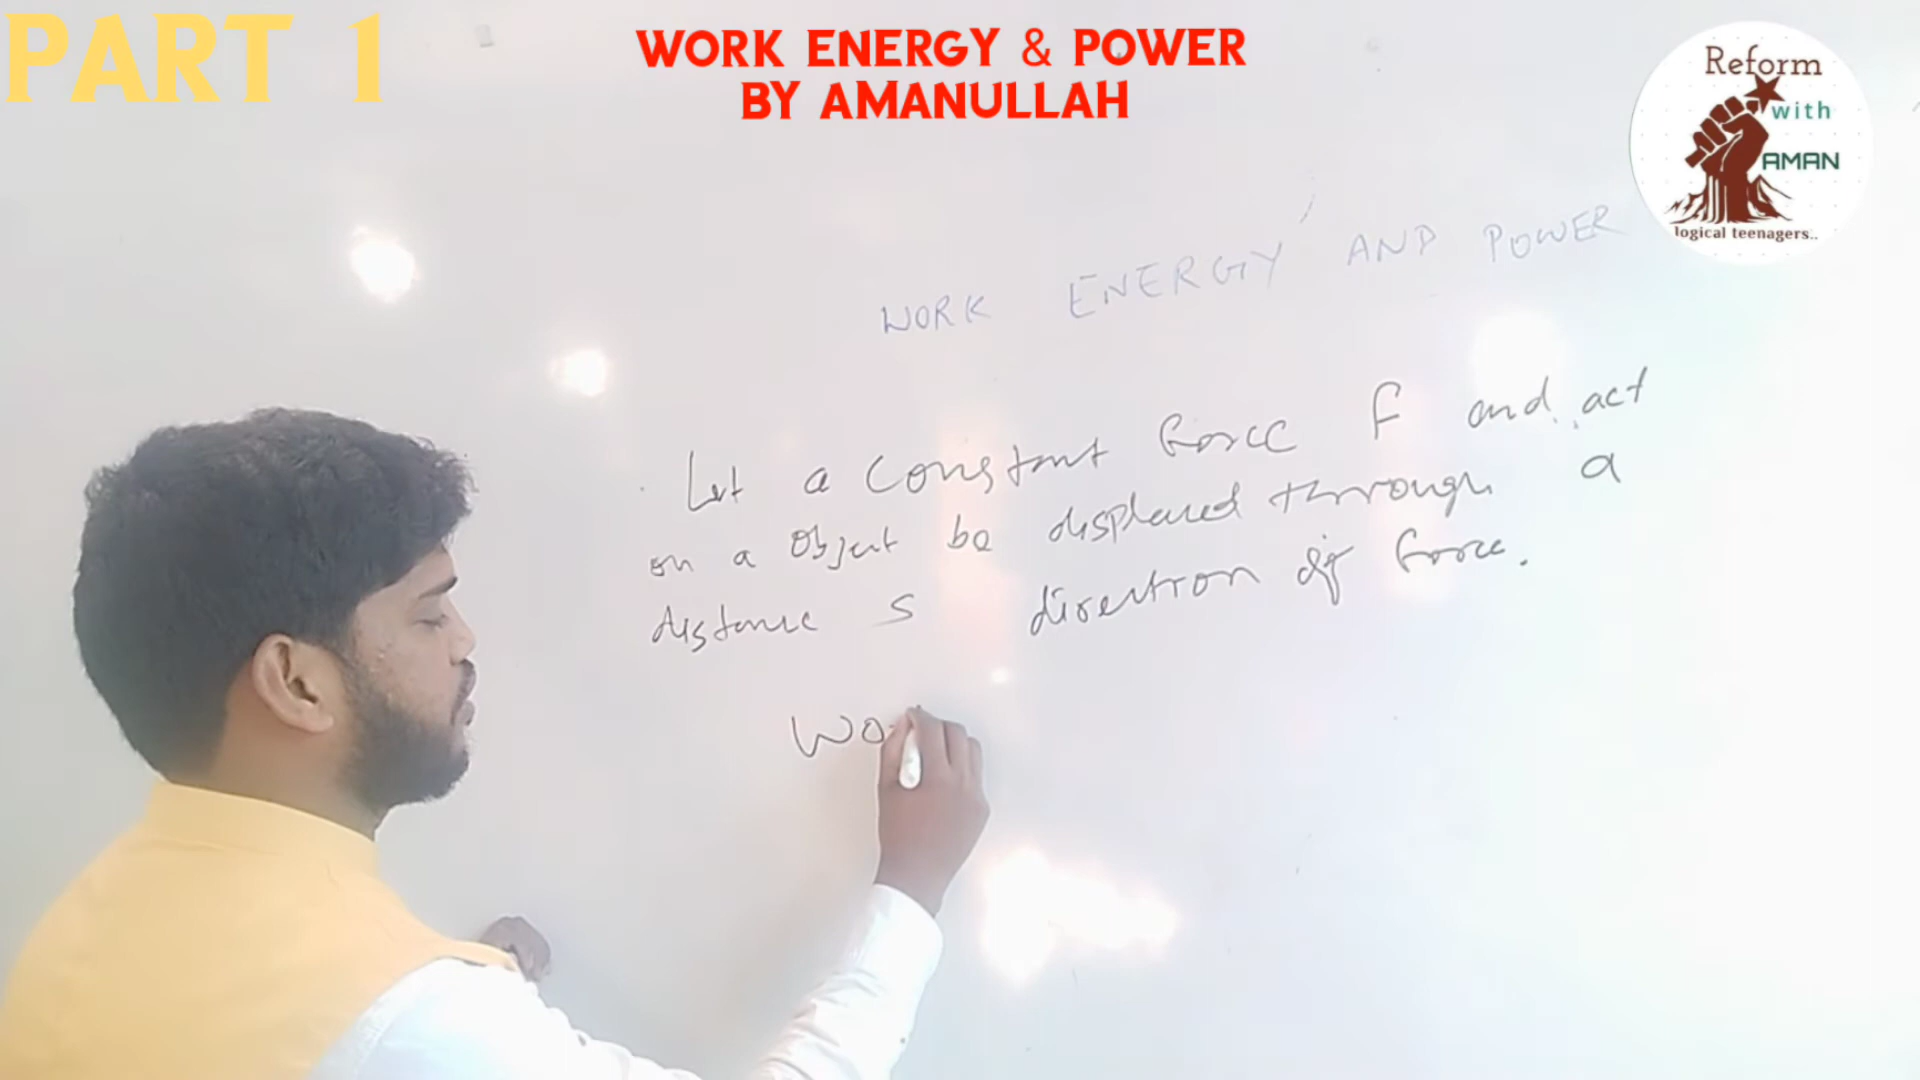 PART 1
WORK ENERGY & POWER
BY AMANULLAH
Reform
with
AMAN
logical teenagers..
WORK ENERGY AND POWER
Let a constant force F and act
on a object be displaced through a
distance s direction of force.
Wo